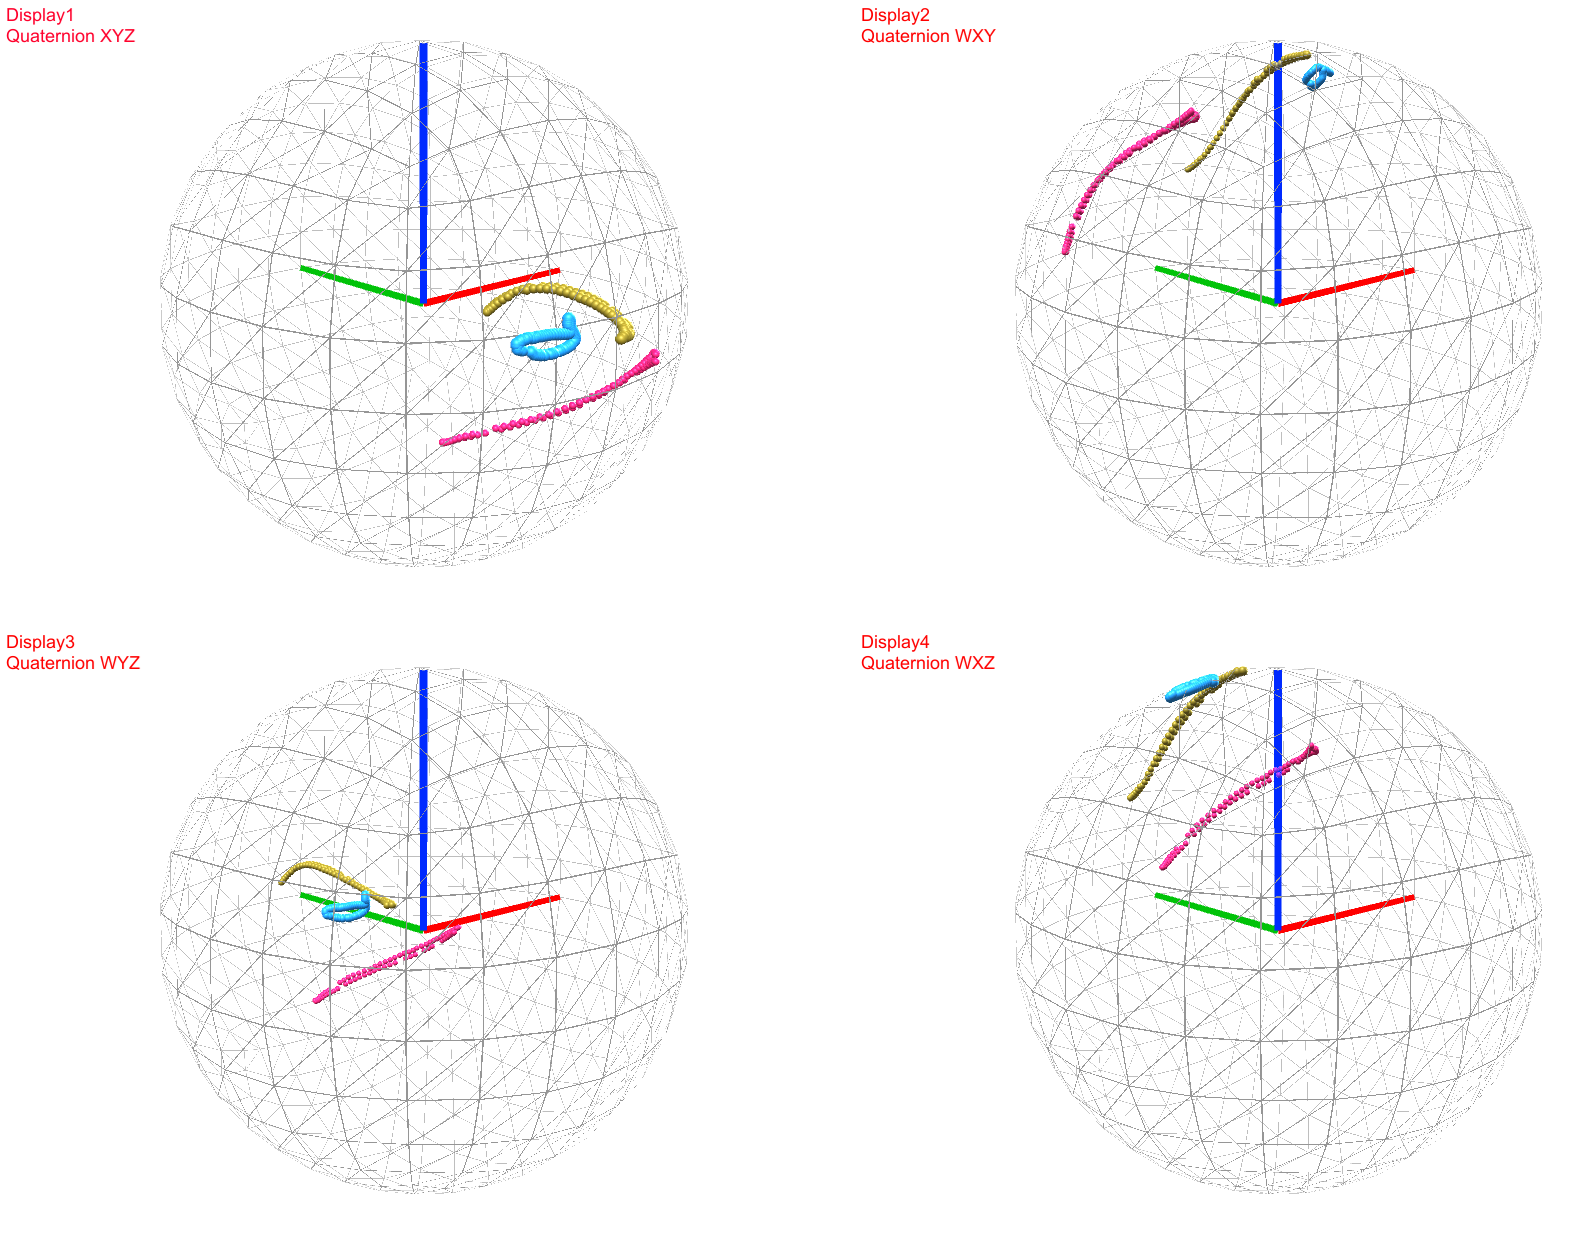 Display1
Quaternion XYZ
Display2
Quaternion WXY
Display3
Quaternion WYZ
Display4
Quaternion WXZ